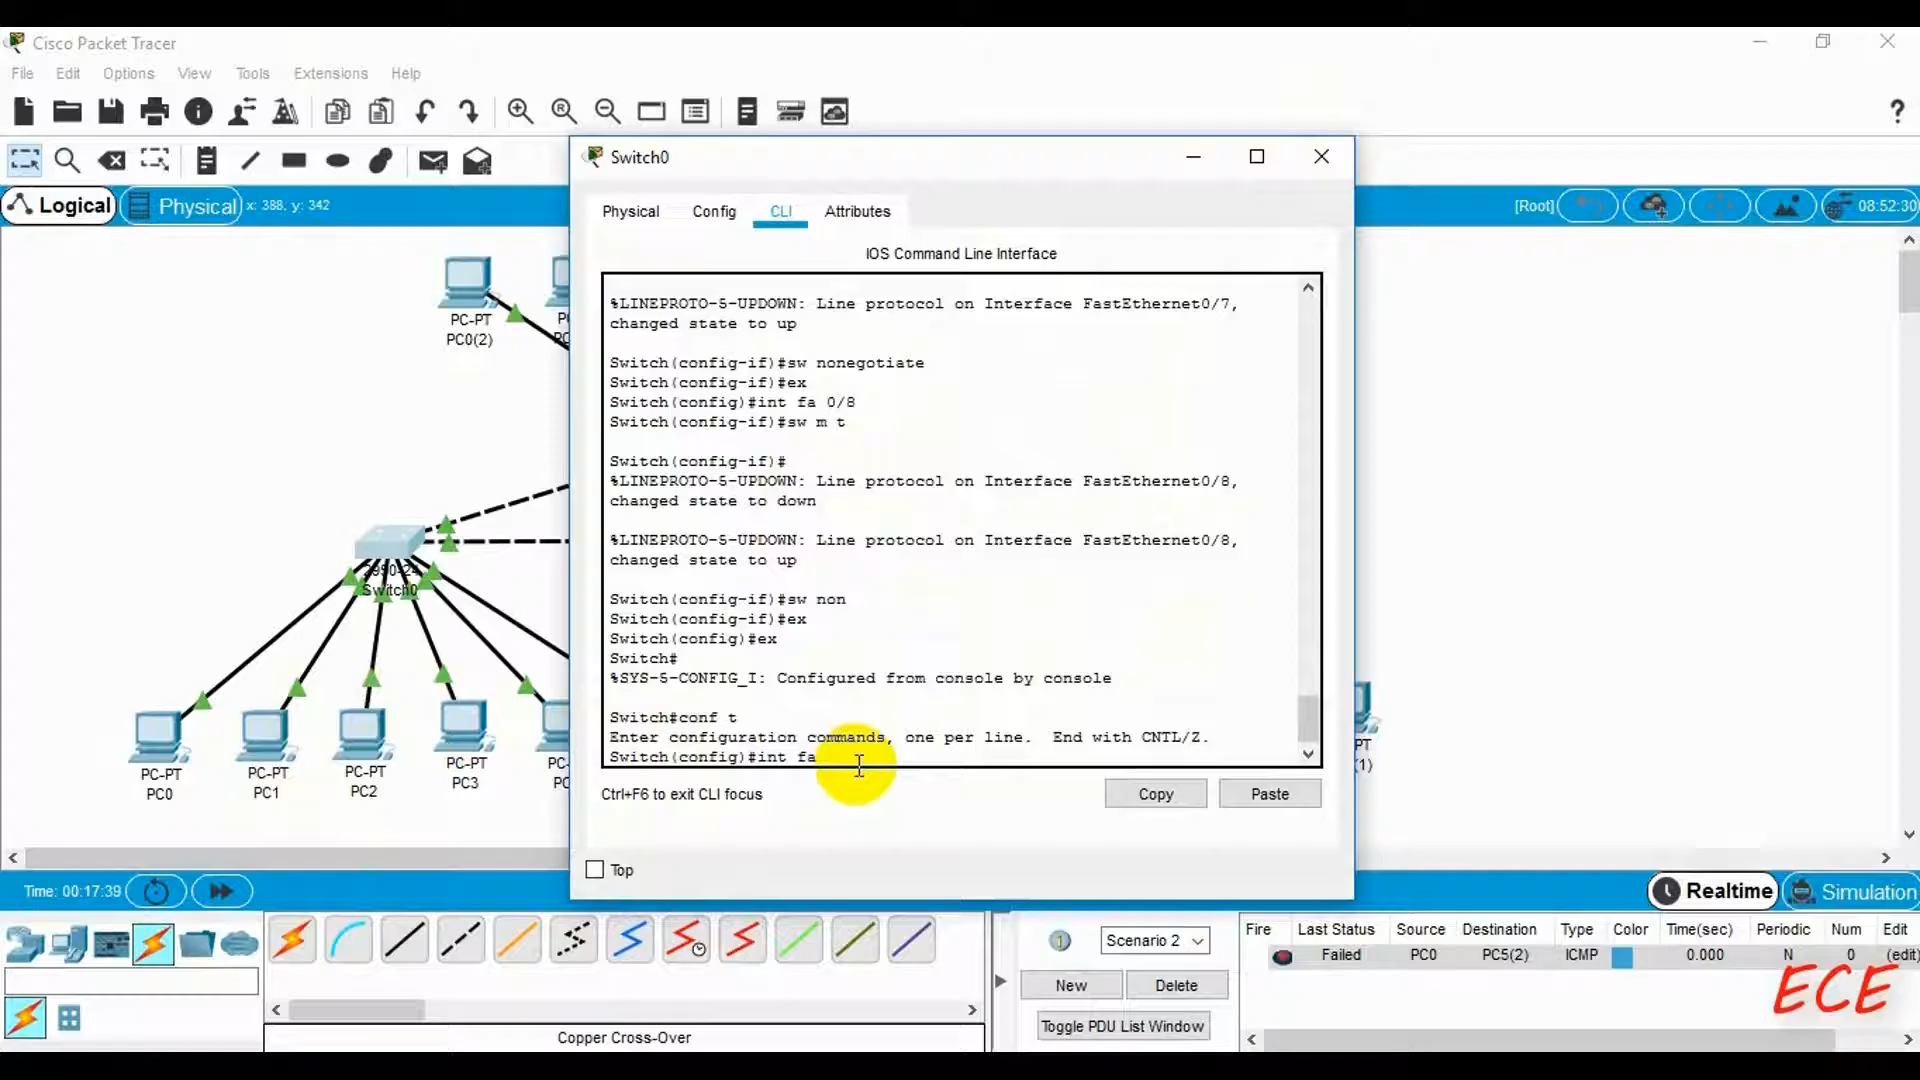 Cisco Packet Tracer
File Edit Options View Tools Extensions Help
?
Logical Physical x: 388, y: 342 [Root] 08:52:30
Switch0
Physical Config CLI Attributes
IOS Command Line Interface
%LINEPROTO-5-UPDOWN: Line protocol on Interface FastEthernet0/7,
changed state to up
Switch(config-if)#sw nonegotiate
Switch(config-if)#ex
Switch(config)#int fa 0/8
Switch(config-if)#sw m t
Switch(config-if)#
%LINEPROTO-5-UPDOWN: Line protocol on Interface FastEthernet0/8,
changed state to down
%LINEPROTO-5-UPDOWN: Line protocol on Interface FastEthernet0/8,
changed state to up
Switch(config-if)#sw non
Switch(config-if)#ex
Switch(config)#ex
Switch#
%SYS-5-CONFIG_I: Configured from console by console
Switch#conf t
Enter configuration commands, one per line. End with CNTL/Z.
Switch(config)#int fa
Ctrl+F6 to exit CLI focus
Copy Paste
Top
PC-PT
PC0(2)
2950-24
Switch0
PC-PT
PC0
PC-PT
PC1
PC-PT
PC2
PC-PT
PC3
Time: 00:17:39
Realtime Simulation
Scenario 2
New Delete
Toggle PDU List Window
Fire Last Status Source Destination Type Color Time(sec) Periodic Num Edit
Failed PC0 PC5(2) ICMP 0.000 N 0 (edit)
Copper Cross-Over
ECE